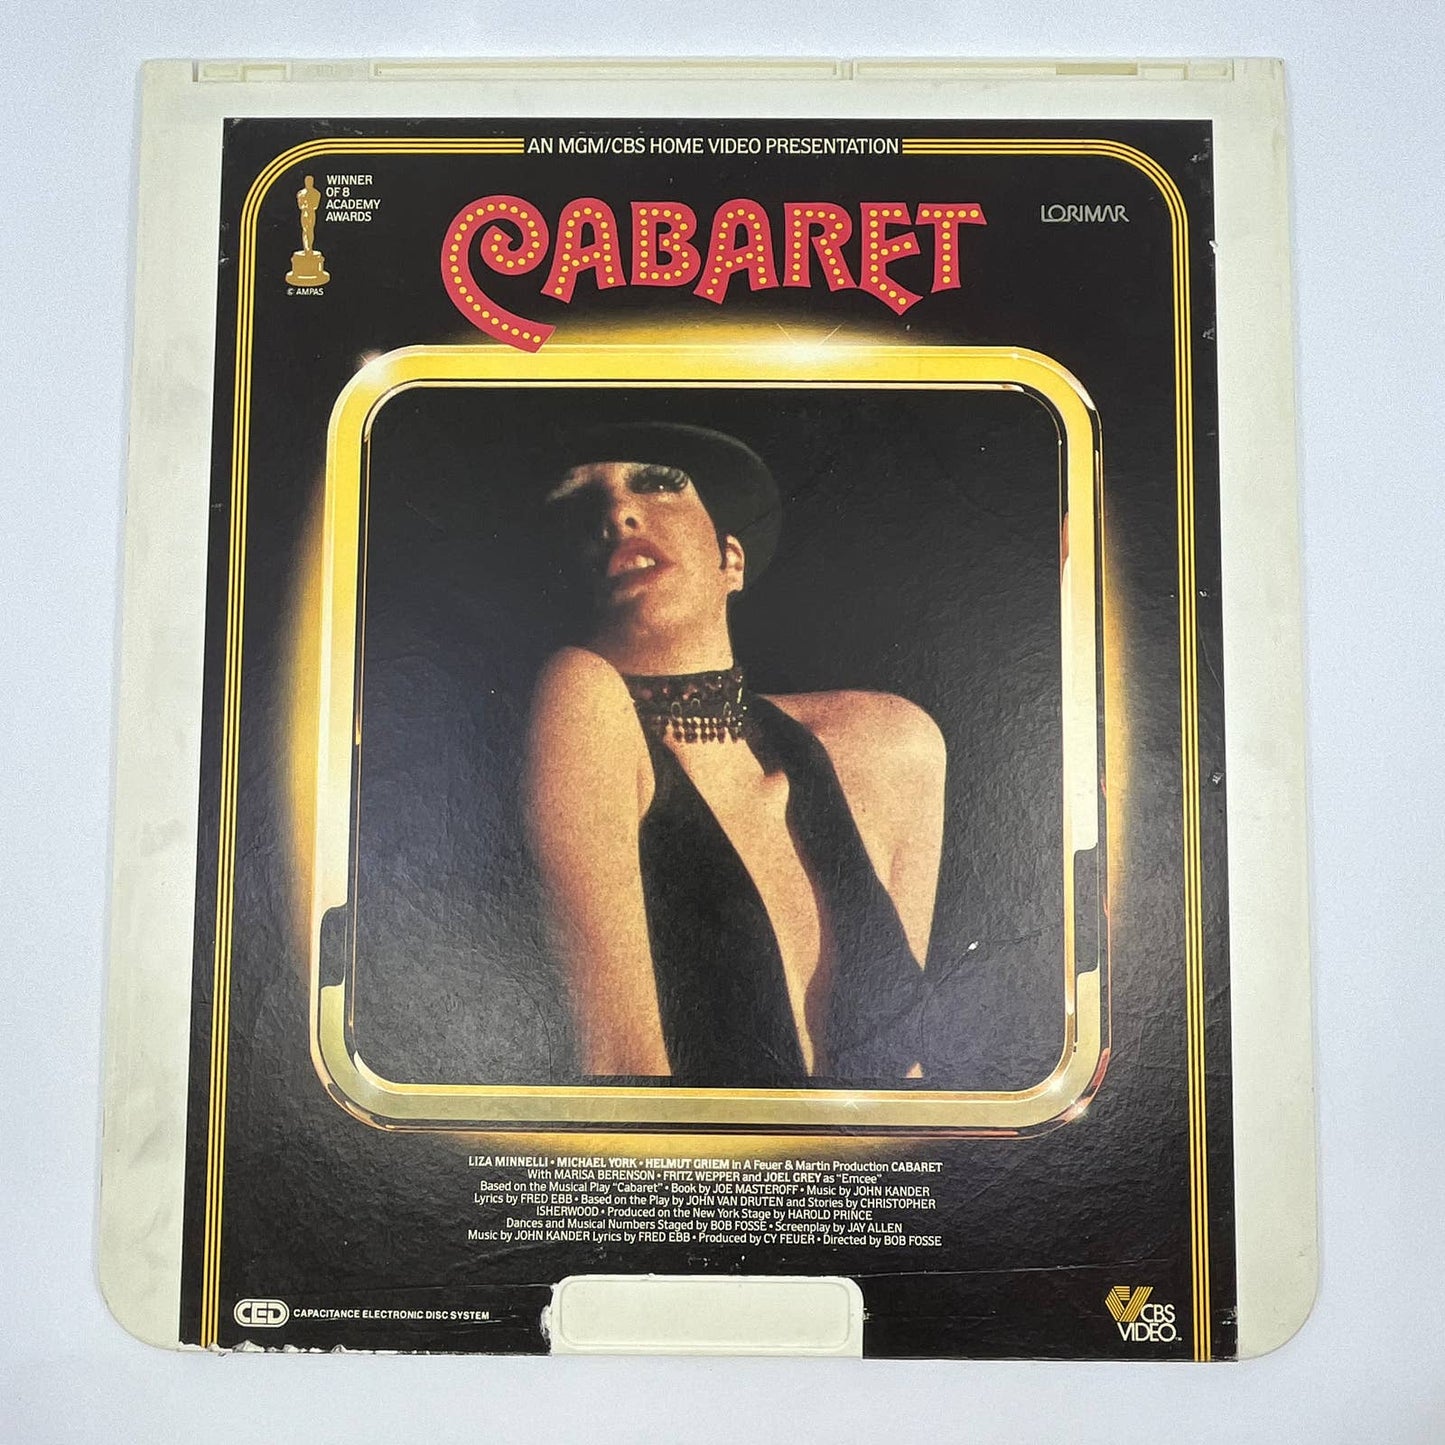 AN MGM/CBS HOME VIDEO PRESENTATION
WINNER
OF 8
ACADEMY
AWARDS
© AMPAS
CABARET
LORIMAR
LIZA MINNELLI • MICHAEL YORK • HELMUT GRIEM in A Feuer & Martin Production CABARET
With MARISA BERENSON • FRITZ WEPPER and JOEL GREY as "Emcee"
Based on the Musical Play "Cabaret" • Book by JOE MASTEROFF • Music by JOHN KANDER
Lyrics by FRED EBB • Based on the Play by JOHN VAN DRUTEN and Stories by CHRISTOPHER
ISHERWOOD • Produced on the New York Stage by HAROLD PRINCE
Dances and Musical Numbers Staged by BOB FOSSE • Screenplay by JAY ALLEN
Music by JOHN KANDER Lyrics by FRED EBB • Produced by CY FEUER • Directed by BOB FOSSE
CED CAPACITANCE ELECTRONIC DISC SYSTEM
CBS
VIDEO™